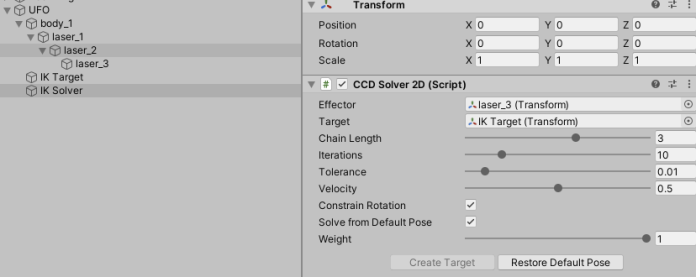 UFO
body_1
laser_1
laser_2
laser_3
IK Target
IK Solver
Transform
Position X 0 Y 0 Z 0
Rotation X 0 Y 0 Z 0
Scale X 1 Y 1 Z 1
# CCD Solver 2D (Script)
Effector laser_3 (Transform)
Target IK Target (Transform)
Chain Length 3
Iterations 10
Tolerance 0.01
Velocity 0.5
Constrain Rotation
Solve from Default Pose
Weight 1
Create Target Restore Default Pose